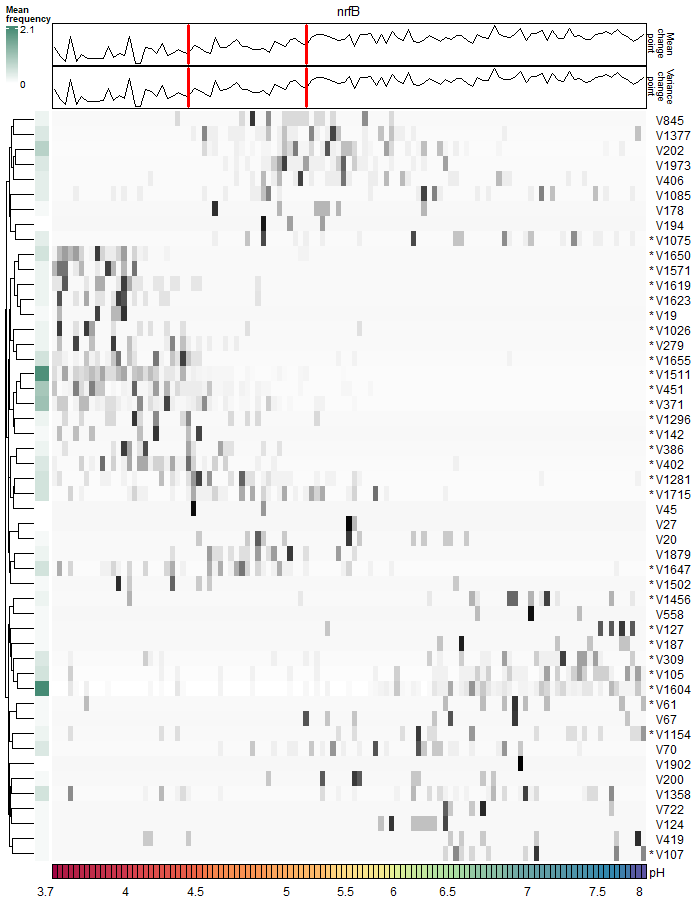 nrfB
Mean
frequency
2.1
0
Mean
change
point
Variance
change
point
V845
V1377
V202
V1973
V406
V1085
V178
V194
* V1075
* V1650
* V1571
* V1619
* V1623
* V19
* V1026
* V279
* V1655
* V1511
* V451
* V371
* V1296
* V142
* V386
* V402
* V1281
* V1715
V45
V27
V20
V1879
* V1647
* V1502
* V1456
V558
* V127
* V187
* V309
* V105
* V1604
* V61
V67
* V1154
V70
V1902
V200
V1358
V722
V124
V419
* V107
pH
3.7 4 4.5 5 5.5 6 6.5 7 7.5 8